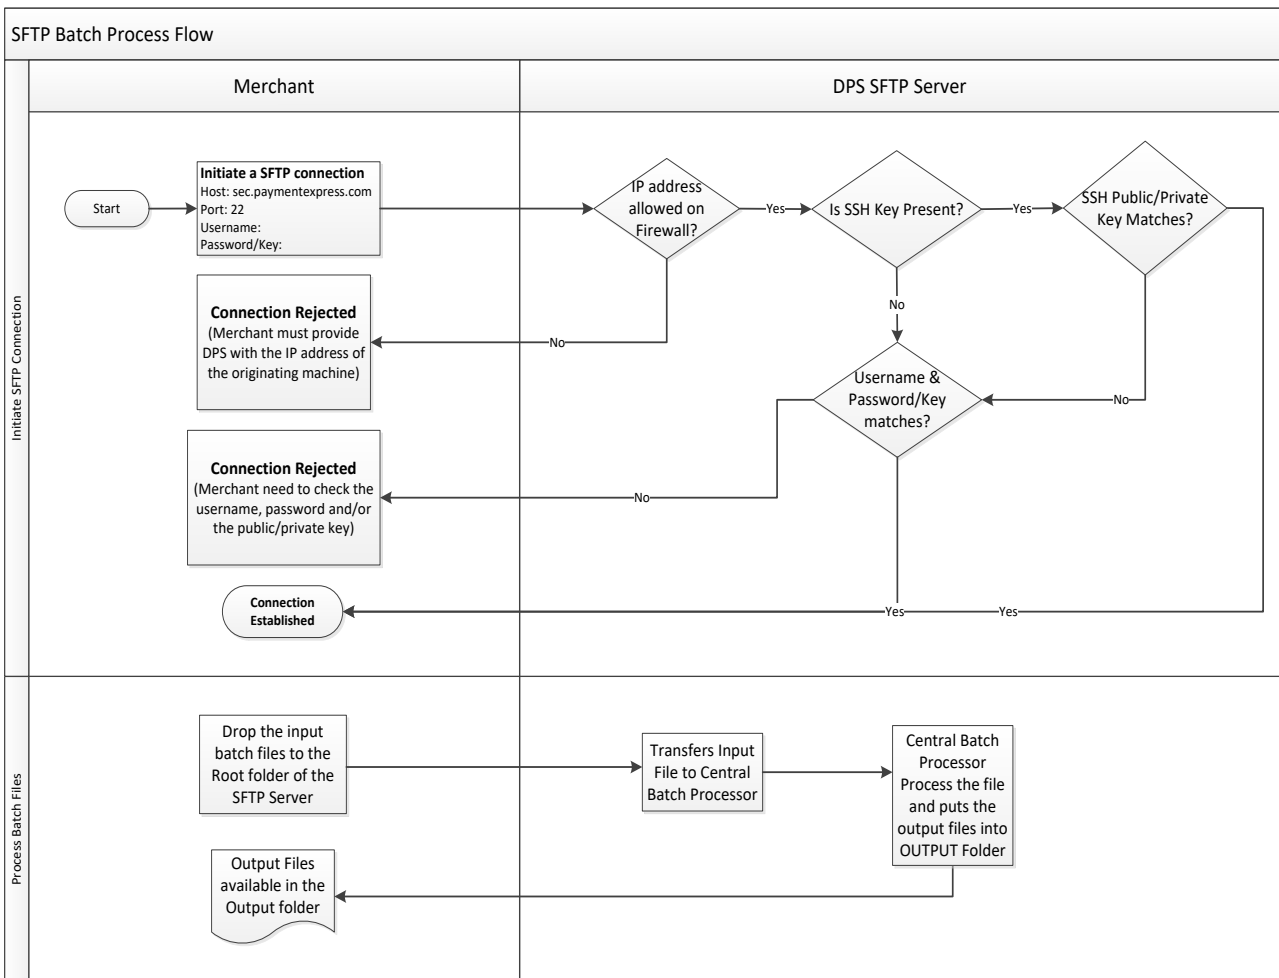 SFTP Batch Process Flow
Merchant
DPS SFTP Server
Initiate SFTP Connection
Start
Initiate a SFTP connection
Host: sec.paymentexpress.com
Port: 22
Username:
Password/Key:
IP address
allowed on
Firewall?
Yes
Is SSH Key Present?
Yes
SSH Public/Private
Key Matches?
No
Connection Rejected
(Merchant must provide
DPS with the IP address of
the originating machine)
No
Username &
Password/Key
matches?
No
Connection Rejected
(Merchant need to check the
username, password and/or
the public/private key)
No
Connection
Established
Yes
Yes
Process Batch Files
Drop the input
batch files to the
Root folder of the
SFTP Server
Transfers Input
File to Central
Batch Processor
Central Batch
Processor
Process the file
and puts the
output files into
OUTPUT Folder
Output Files
available in the
Output folder